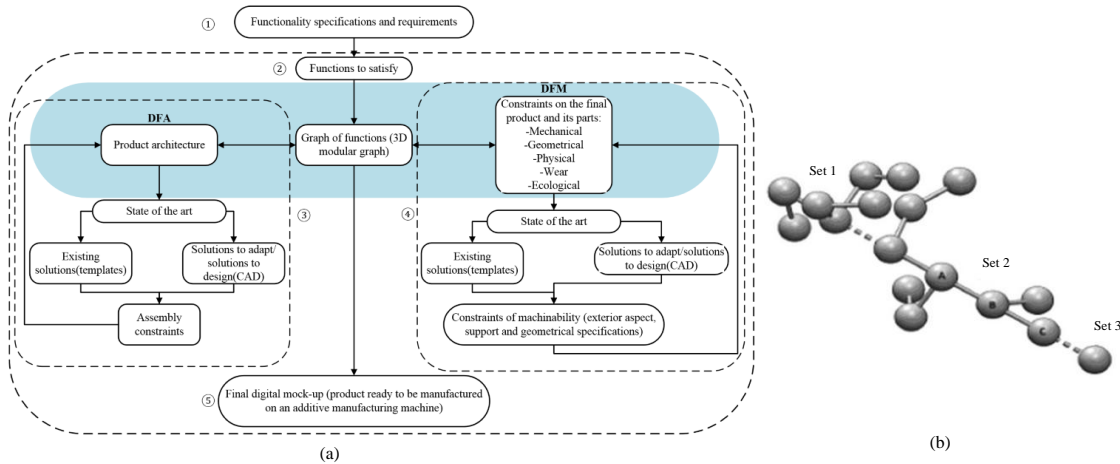 ① Functionality specifications and requirements
② Functions to satisfy
DFM
Constraints on the final
product and its parts:
-Mechanical
-Geometrical
-Physical
-Wear
-Ecological
DFA
Product architecture
Graph of functions (3D
modular graph)
State of the art
③
Existing
solutions(templates)
Solutions to adapt/
solutions to
design(CAD)
Assembly
constraints
④
State of the art
Existing
solutions(templates)
Solutions to adapt/solutions
to design(CAD)
Constraints of machinability (exterior aspect,
support and geometrical specifications)
⑤ Final digital mock-up (product ready to be manufactured
on an additive manufacturing machine)
(a)
Set 1
Set 2
A
B
C
Set 3
(b)